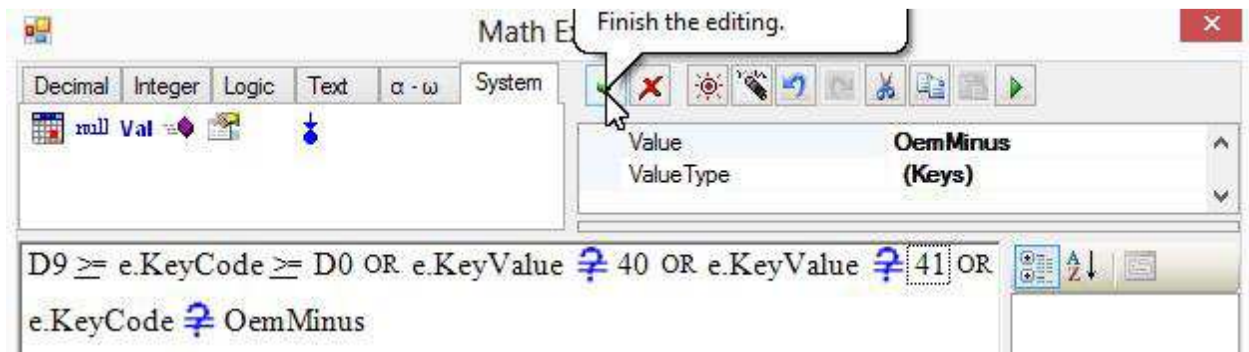 Math E
Finish the editing.
Decimal Integer Logic Text α - ω System
null Val
Value OemMinus
ValueType (Keys)
D9 >= e.KeyCode >= D0 OR e.KeyValue ≟ 40 OR e.KeyValue ≟ 41 OR
e.KeyCode ≟ OemMinus
A
Z